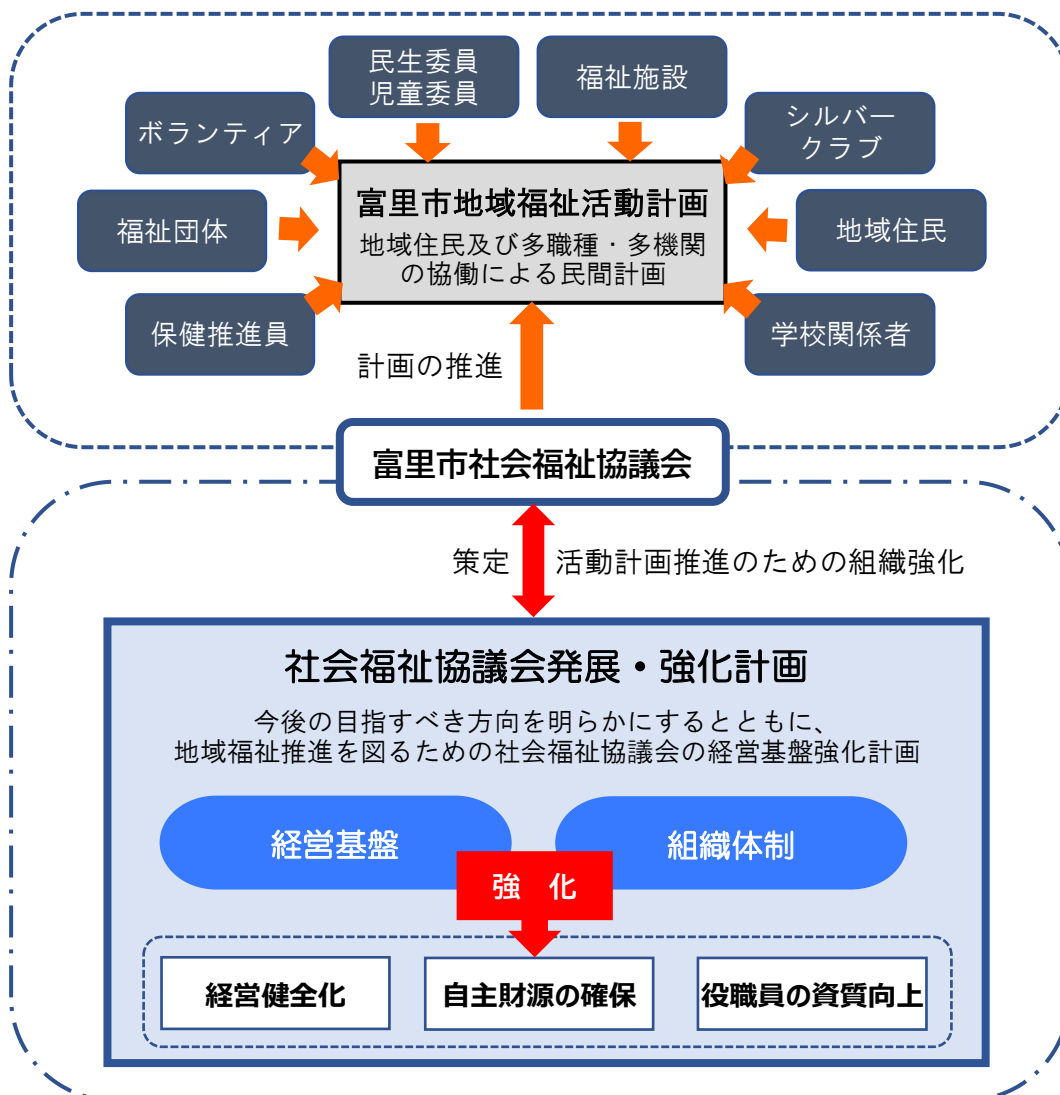 民生委員
児童委員
福祉施設
ボランティア
シルバー
クラブ
富里市地域福祉活動計画
地域住民及び多職種・多機関
の協働による民間計画
福祉団体
地域住民
保健推進員
学校関係者
計画の推進
富里市社会福祉協議会
策定
活動計画推進のための組織強化
社会福祉協議会発展・強化計画
今後の目指すべき方向を明らかにするとともに、
地域福祉推進を図るための社会福祉協議会の経営基盤強化計画
経営基盤
組織体制
強　化
経営健全化
自主財源の確保
役職員の資質向上